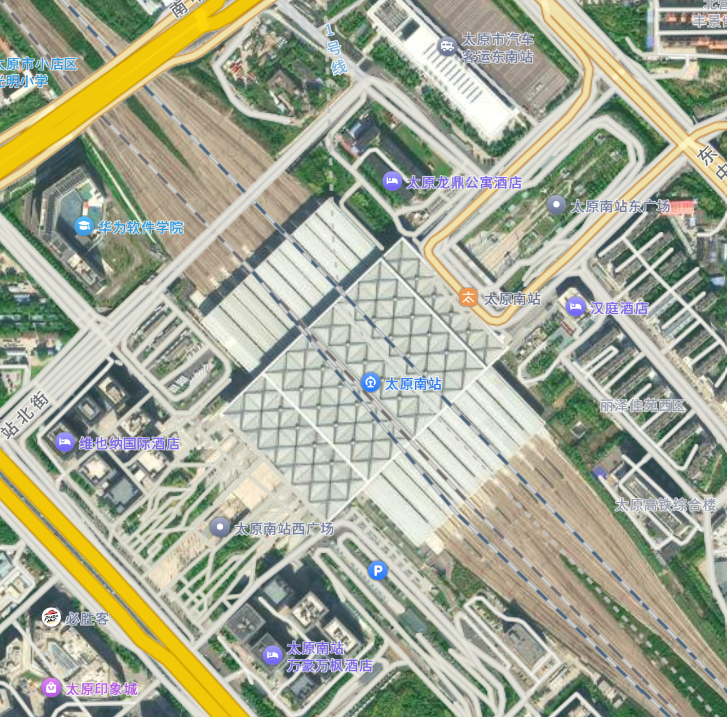 1号线
太原市汽车
客运东南站
太原市小店区
光明小学
太原龙鼎公寓酒店
太原南站东广场
华为软件学院
太原南站
汉庭酒店
太原南站
丽泽佳苑西区
站北街
维也纳国际酒店
太原高铁综合楼
太原南站西广场
P
必胜客
太原南站
万豪万枫酒店
太原印象城